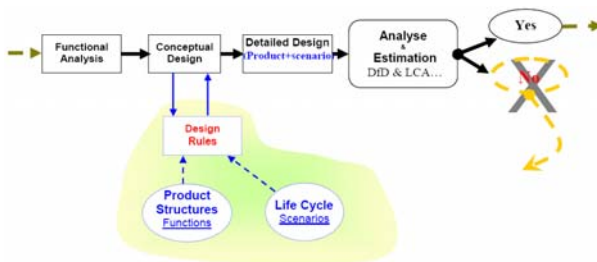 Functional
Analysis
Conceptual
Design
Detailed Design
(Product+scenario
Analyse
&
Estimation
DfD & LCA...
Yes
No
Design
Rules
Product
Structures
Functions
Life Cycle
Scenarios